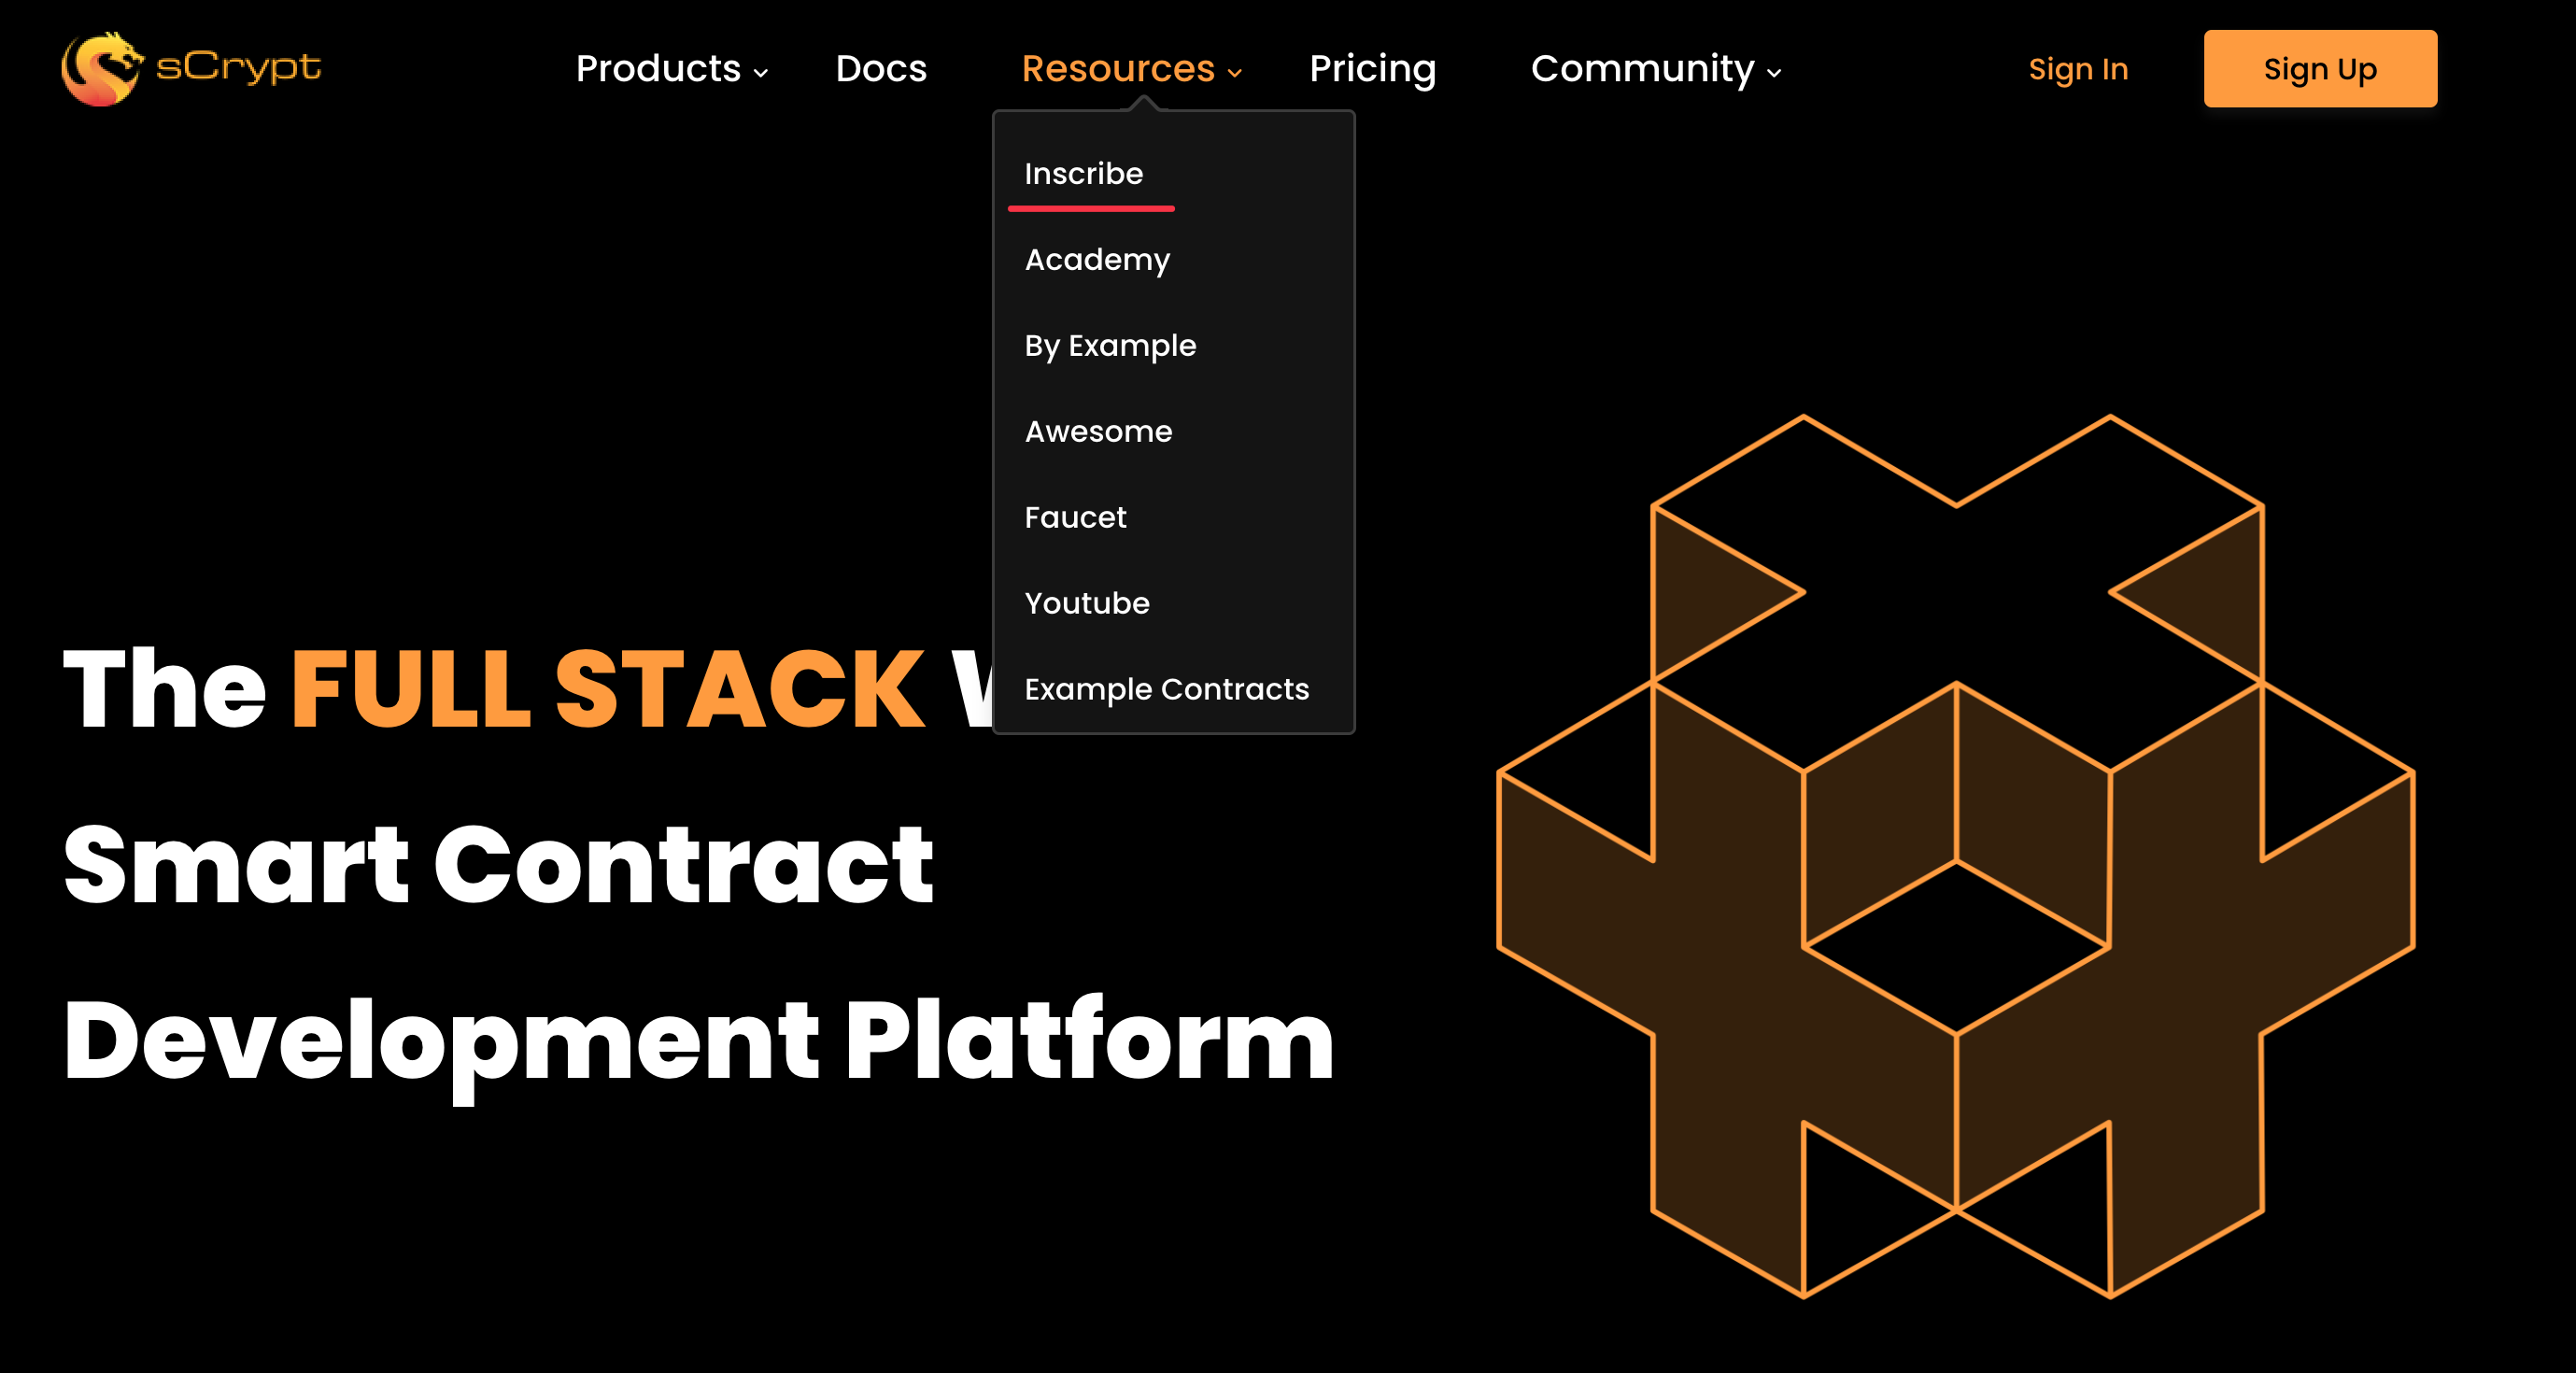 sCrypt
Products Docs Resources Pricing Community Sign In Sign Up
Inscribe
Academy
By Example
Awesome
Faucet
Youtube
Example Contracts
The FULL STACK
Smart Contract
Development Platform